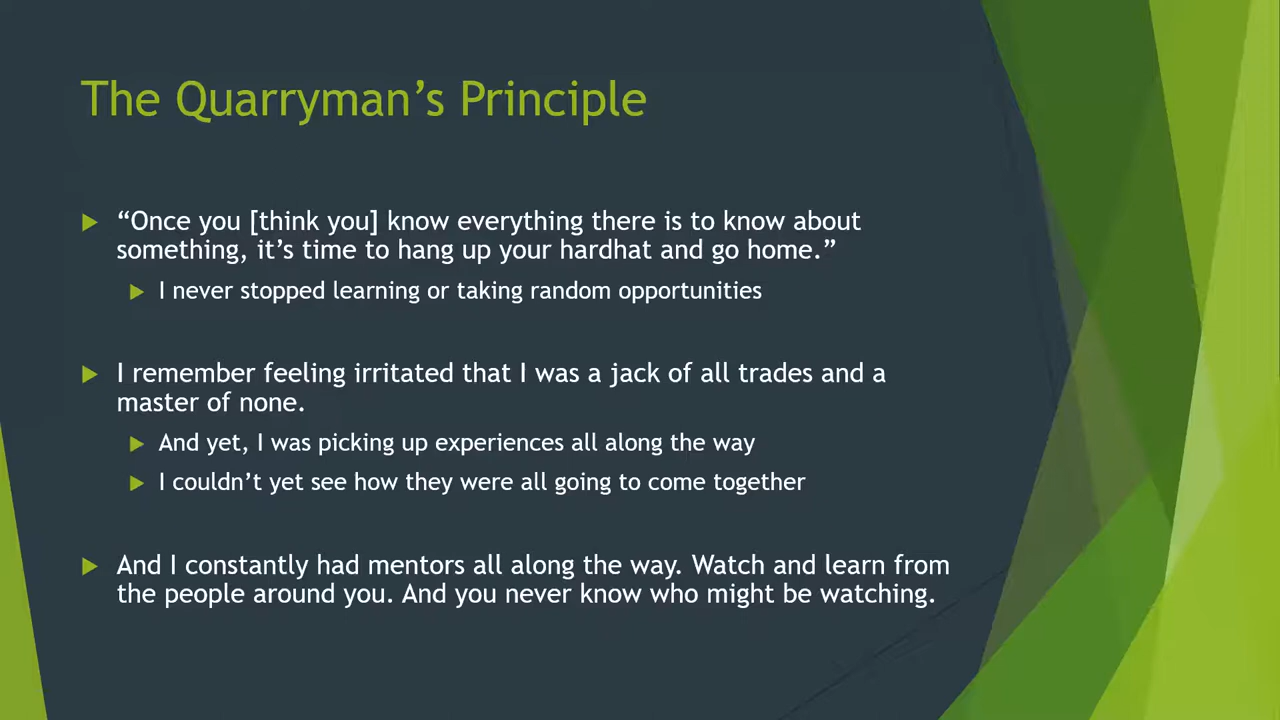 The Quarryman’s Principle
“Once you [think you] know everything there is to know about
something, it’s time to hang up your hardhat and go home.”
I never stopped learning or taking random opportunities
I remember feeling irritated that I was a jack of all trades and a
master of none.
And yet, I was picking up experiences all along the way
I couldn’t yet see how they were all going to come together
And I constantly had mentors all along the way. Watch and learn from
the people around you. And you never know who might be watching.